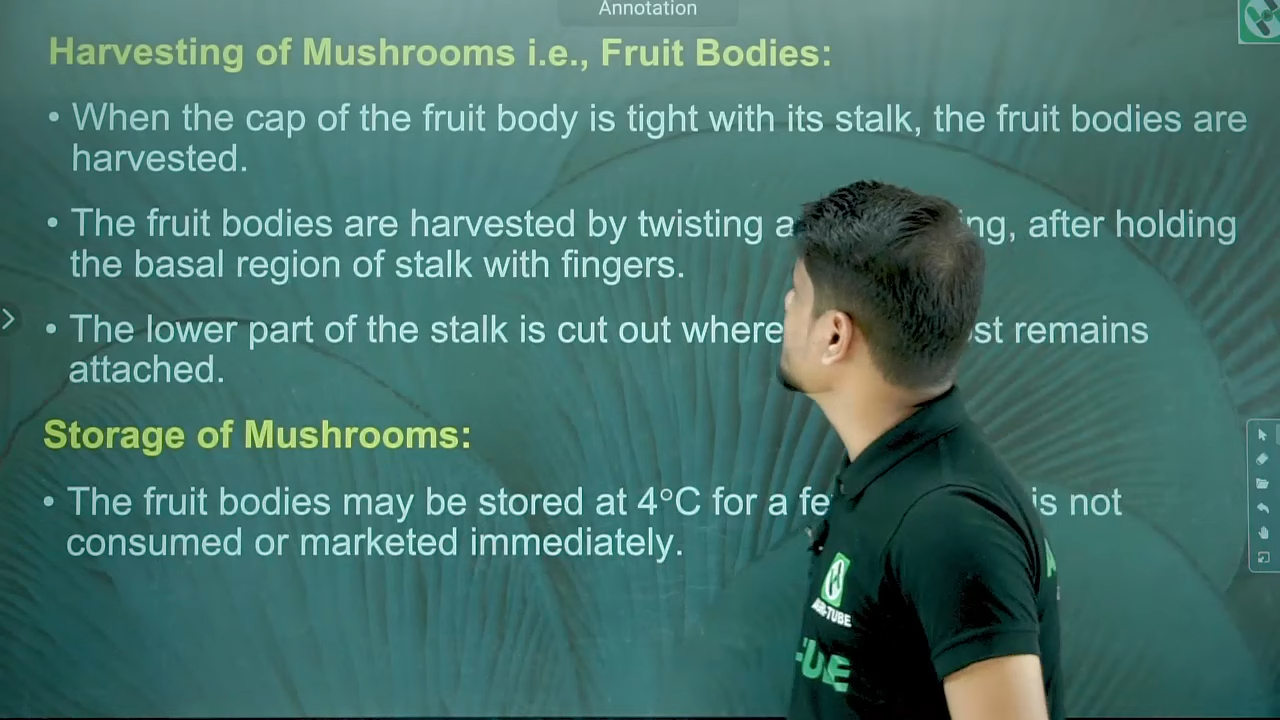 Annotation
Harvesting of Mushrooms i.e., Fruit Bodies:
• When the cap of the fruit body is tight with its stalk, the fruit bodies are
harvested.
• The fruit bodies are harvested by twisting after holding
the basal region of stalk with fingers.
• The lower part of the stalk is cut out where remains
attached.
Storage of Mushrooms:
• The fruit bodies may be stored at 4°C for a is not
consumed or marketed immediately.